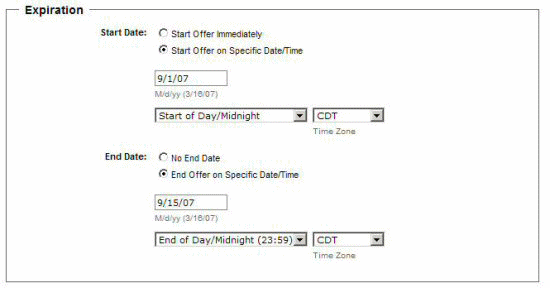 Expiration
Start Date: Start Offer Immediately
Start Offer on Specific Date/Time
9/1/07
M/d/yy (3/16/07)
Start of Day/Midnight CDT
Time Zone
End Date: No End Date
End Offer on Specific Date/Time
9/15/07
M/d/yy (3/16/07)
End of Day/Midnight (23:59) CDT
Time Zone